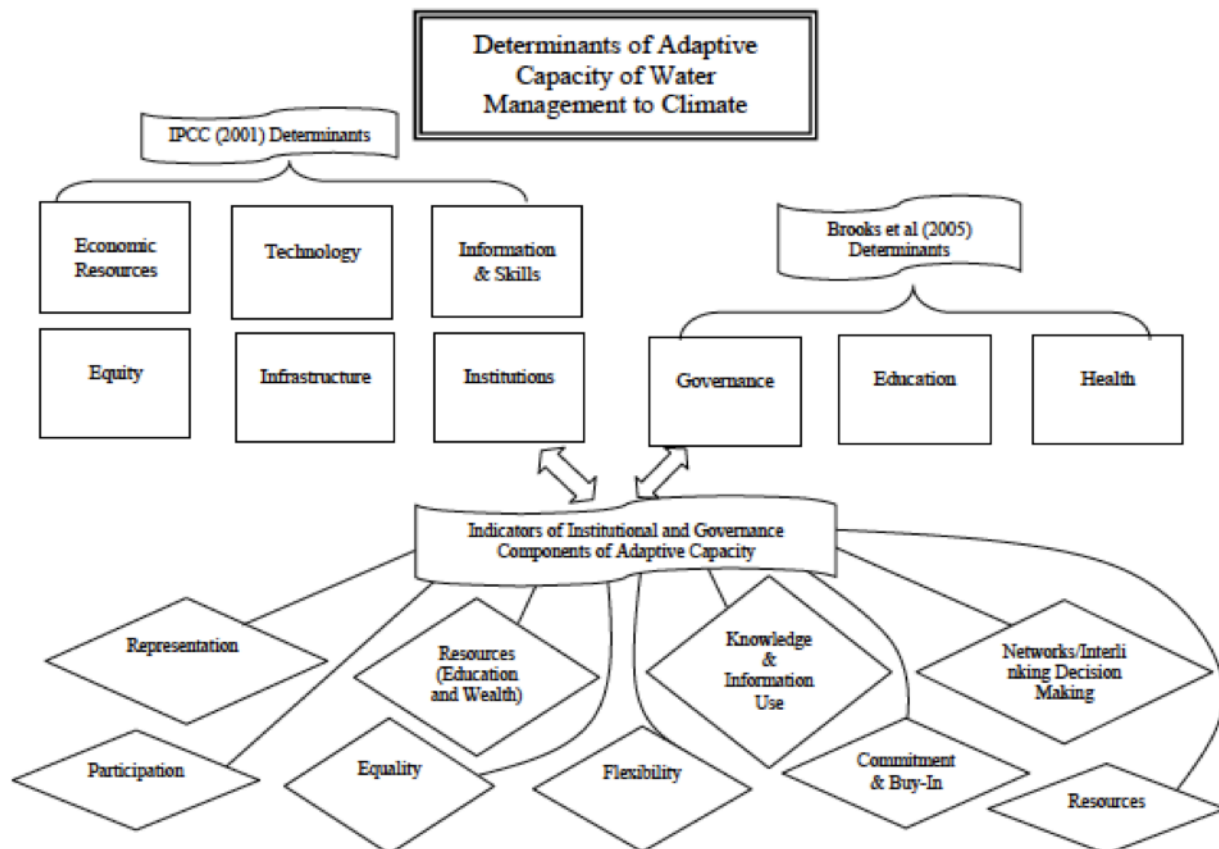 Determinants of Adaptive
Capacity of Water
Management to Climate
IPCC (2001) Determinants
Economic
Resources
Technology
Information
& Skills
Brooks et al (2005)
Determinants
Equity
Infrastructure
Institutions
Governance
Education
Health
Indicators of Institutional and Governance
Components of Adaptive Capacity
Representation
Resources
(Education
and Wealth)
Knowledge
&
Information
Use
Networks/Interli
nking Decision
Making
Participation
Equality
Flexibility
Commitment
& Buy-In
Resources